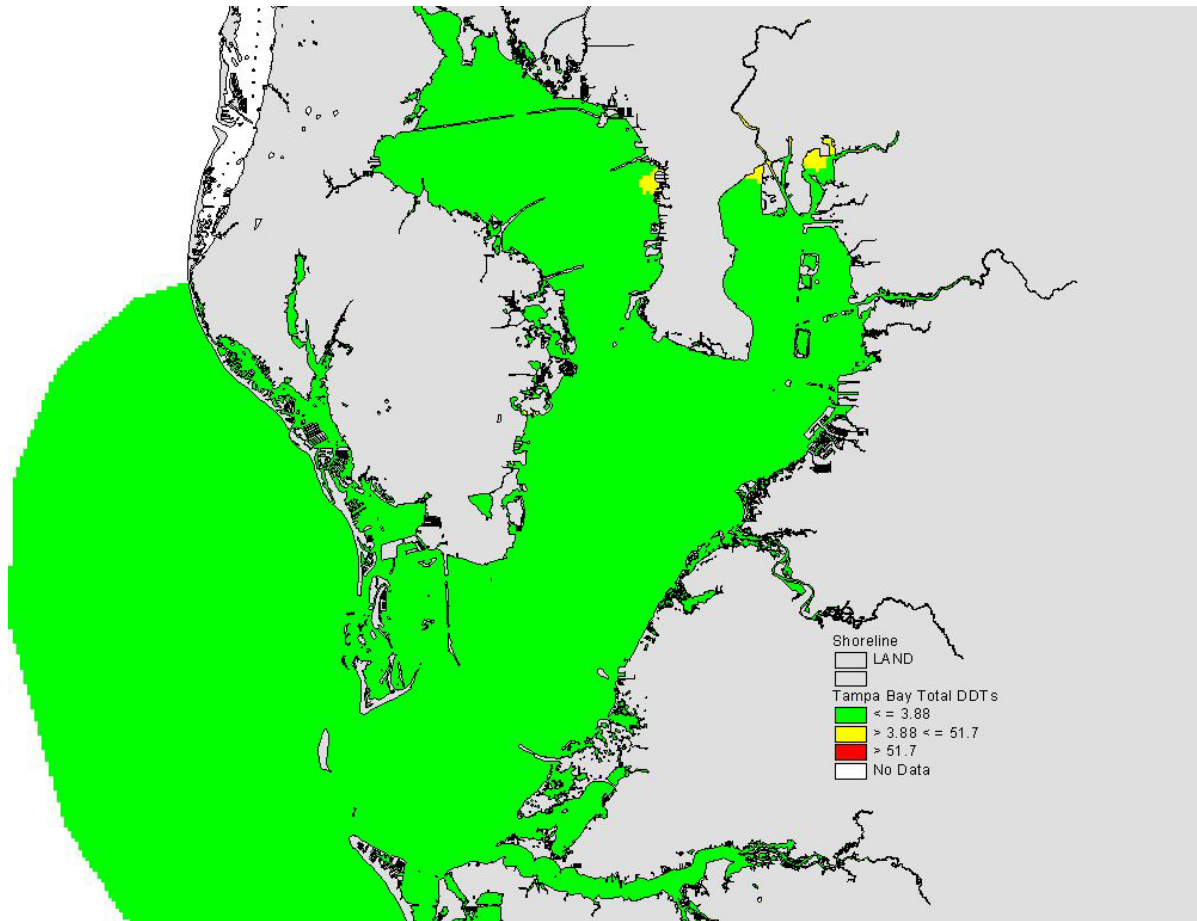 Shoreline
LAND
Tampa Bay Total DDTs
< = 3.88
> 3.88 < = 51.7
> 51.7
No Data